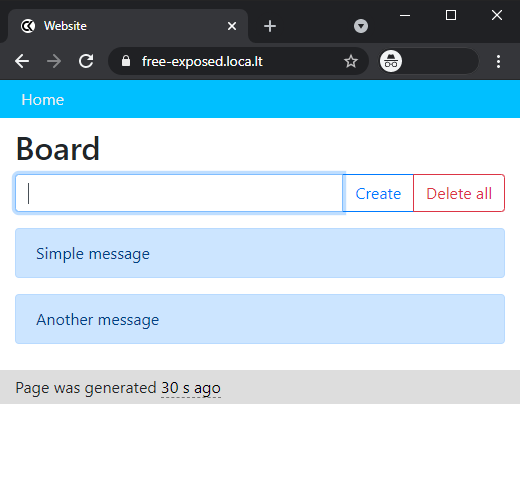 Website
free-exposed.loca.lt
Home
Board
Create Delete all
Simple message
Another message
Page was generated 30 s ago